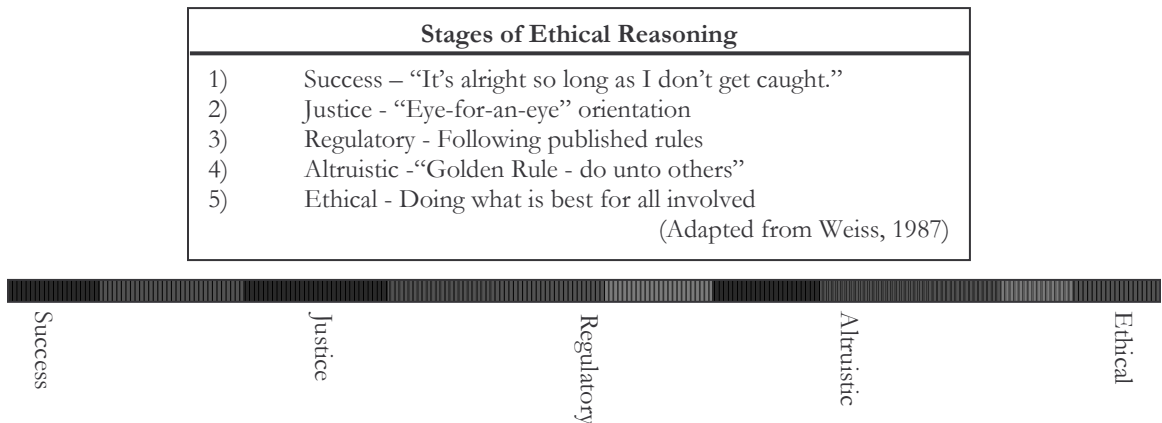 Stages of Ethical Reasoning
1) Success – “It’s alright so long as I don’t get caught.”
2) Justice - “Eye-for-an-eye” orientation
3) Regulatory - Following published rules
4) Altruistic -“Golden Rule - do unto others”
5) Ethical - Doing what is best for all involved
(Adapted from Weiss, 1987)
Success
Justice
Regulatory
Altruistic
Ethical